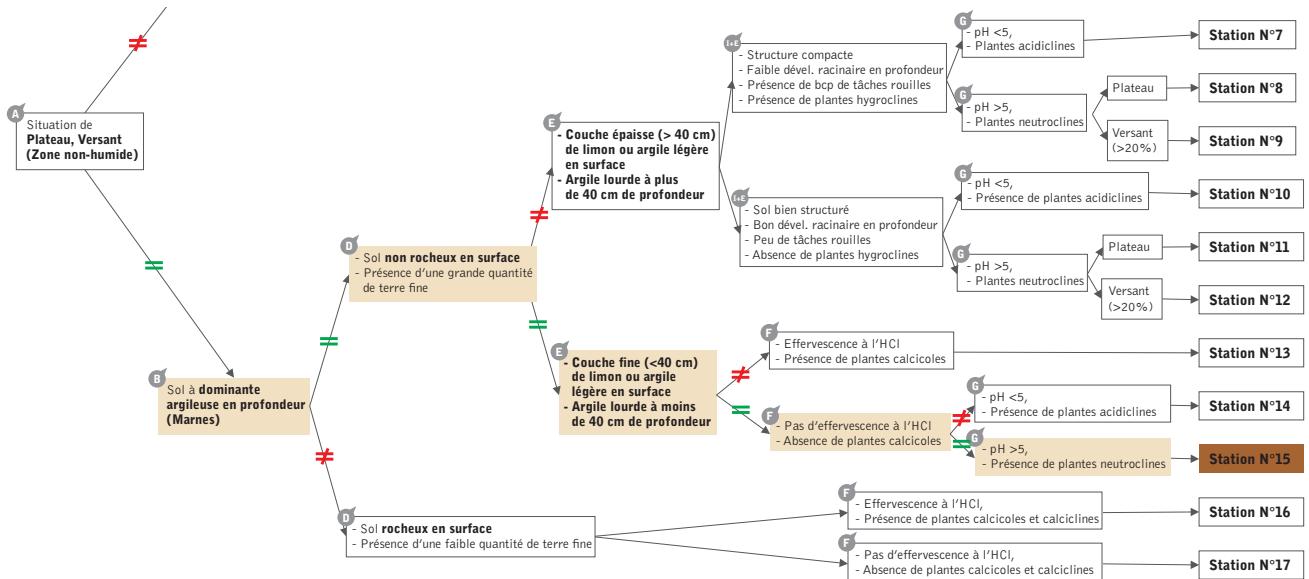 A
Situation de
Plateau, Versant
(Zone non-humide)
B
Sol à dominante
argileuse en profondeur
(Marnes)
D
- Sol non rocheux en surface
- Présence d'une grande quantité
de terre fine
D
- Sol rocheux en surface
- Présence d'une faible quantité de terre fine
E
- Couche épaisse (> 40 cm)
de limon ou argile légère
en surface
- Argile lourde à plus
de 40 cm de profondeur
E
- Couche fine (<40 cm)
de limon ou argile
légère en surface
- Argile lourde à moins
de 40 cm de profondeur
I+E
- Structure compacte
- Faible dével. racinaire en profondeur
- Présence de bcp de tâches rouilles
- Présence de plantes hygroclines
I+E
- Sol bien structuré
- Bon dével. racinaire en profondeur
- Peu de tâches rouilles
- Absence de plantes hygroclines
F
- Effervescence à l'HCl
- Présence de plantes calcicoles
F
- Pas d'effervescence à l'HCl
- Absence de plantes calcicoles
F
- Effervescence à l'HCl,
- Présence de plantes calcicoles et calciclines
F
- Pas d'effervescence à l'HCl,
- Absence de plantes calcicoles et calciclines
G
- pH <5,
- Plantes acidiclines
G
- pH >5,
- Plantes neutroclines
Plateau
Versant
(>20%)
G
- pH <5,
- Présence de plantes acidiclines
G
- pH >5,
- Plantes neutroclines
Plateau
Versant
(>20%)
G
- pH <5,
- Présence de plantes acidiclines
G
- pH >5,
- Présence de plantes neutroclines
Station N°7
Station N°8
Station N°9
Station N°10
Station N°11
Station N°12
Station N°13
Station N°14
Station N°15
Station N°16
Station N°17